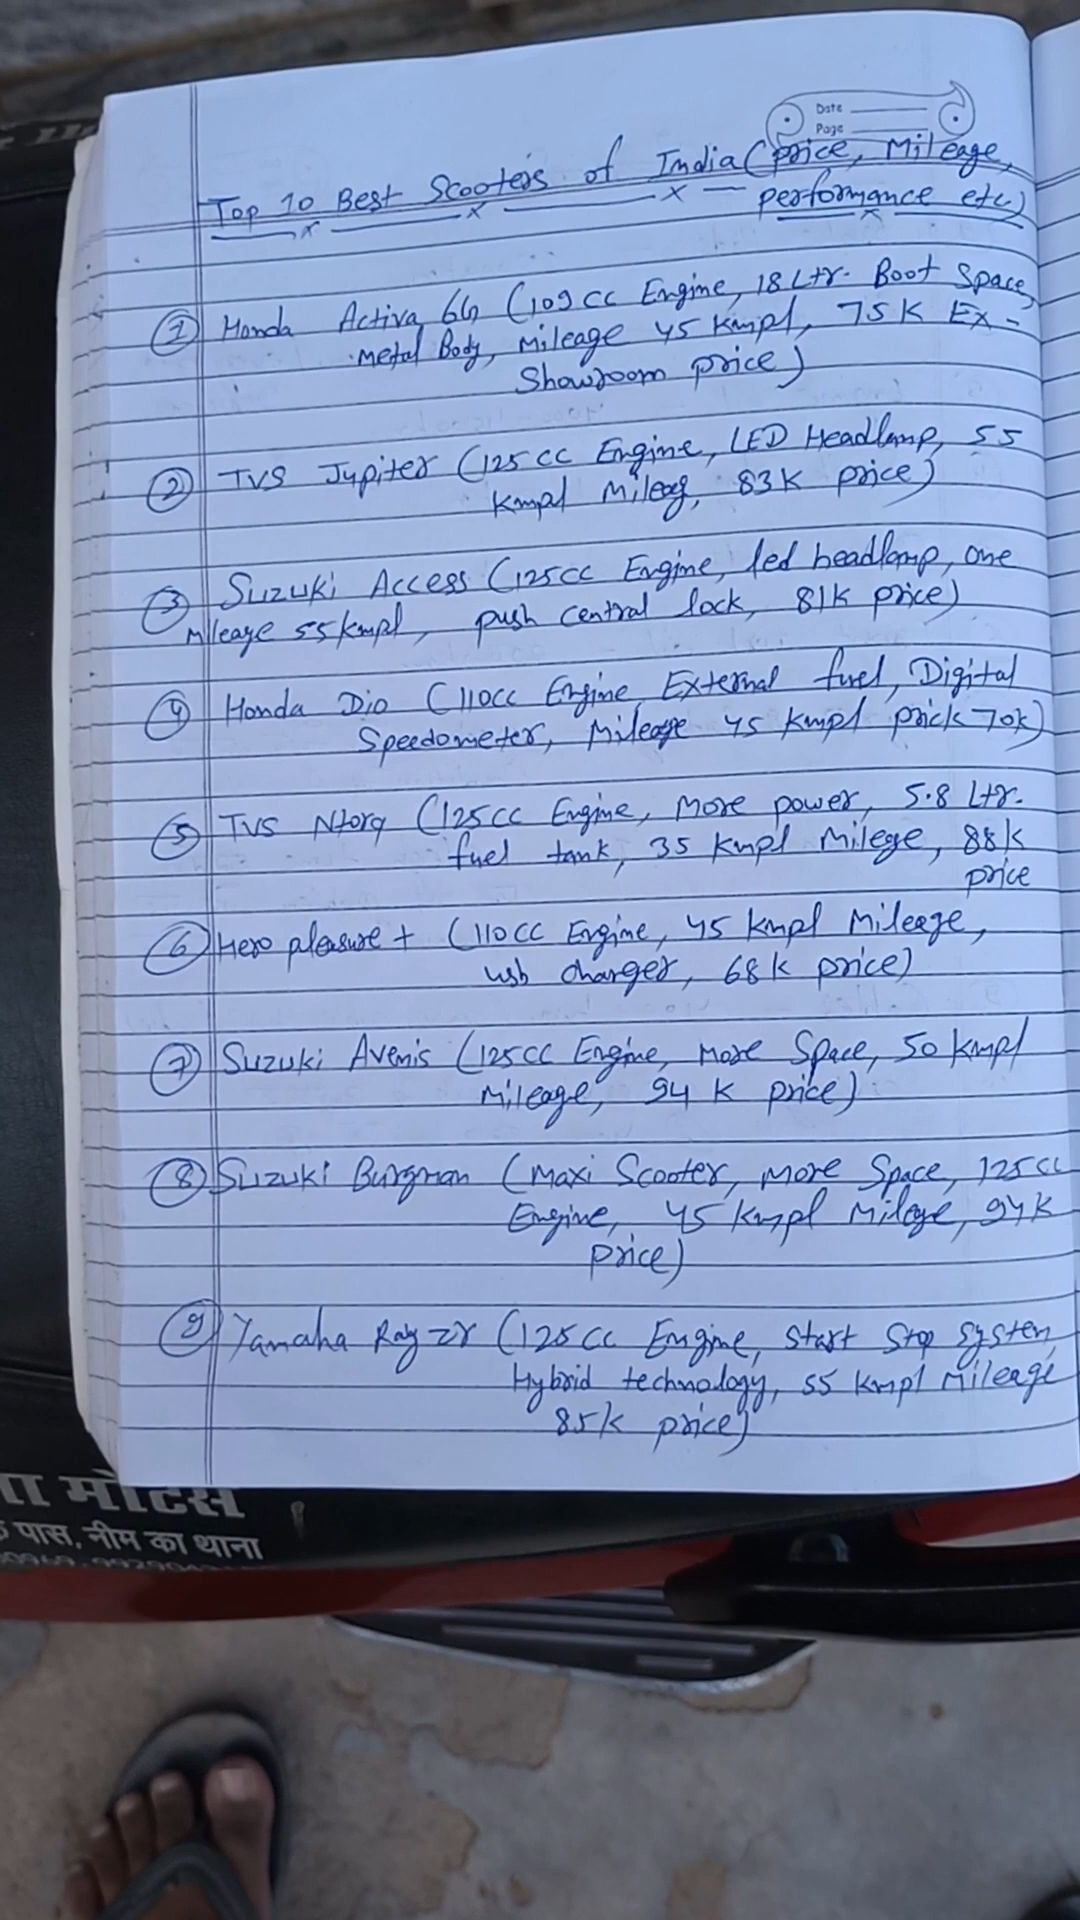 Date
Page
Top 10 Best Scooters of India (price, Mileage,
performance etc)
① Honda Activa 6G (109cc Engine, 18 Ltr. Boot Space,
Metal Body, Mileage 45 Kmpl, 75K Ex-
Showroom price)
② TVS Jupiter (125cc Engine, LED Headlamp, 55
Kmpl Mileag, 83K price)
③ Suzuki Access (125cc Engine, led headlamp, one
Mileage 55 Kmpl, push central lock, 81K price)
④ Honda Dio (110cc Engine, External fuel, Digital
Speedometer, Mileage 45 Kmpl prick 70k)
⑤ TVS Ntorq (125cc Engine, More power, 5.8 Ltr.
fuel tank, 35 Kmpl Milege, 88k
price
⑥ Hero pleasure + (110cc Engine, 45 kmpl Mileage,
usb charger, 68k price)
⑦ Suzuki Avenis (125cc Engine, More Space, 50 kmpl
Mileage, 94 K price)
⑧ Suzuki Burgman (Maxi Scooter, More Space, 125cc
Engine, 45 kmpl Milage, 94K
price)
⑨ Yamaha Ray zr (125cc Engine, Start Stop system,
Hybrid technology, 55 Kmpl Mileage
85k price)
मोटर्स
पास, नीम का थाना